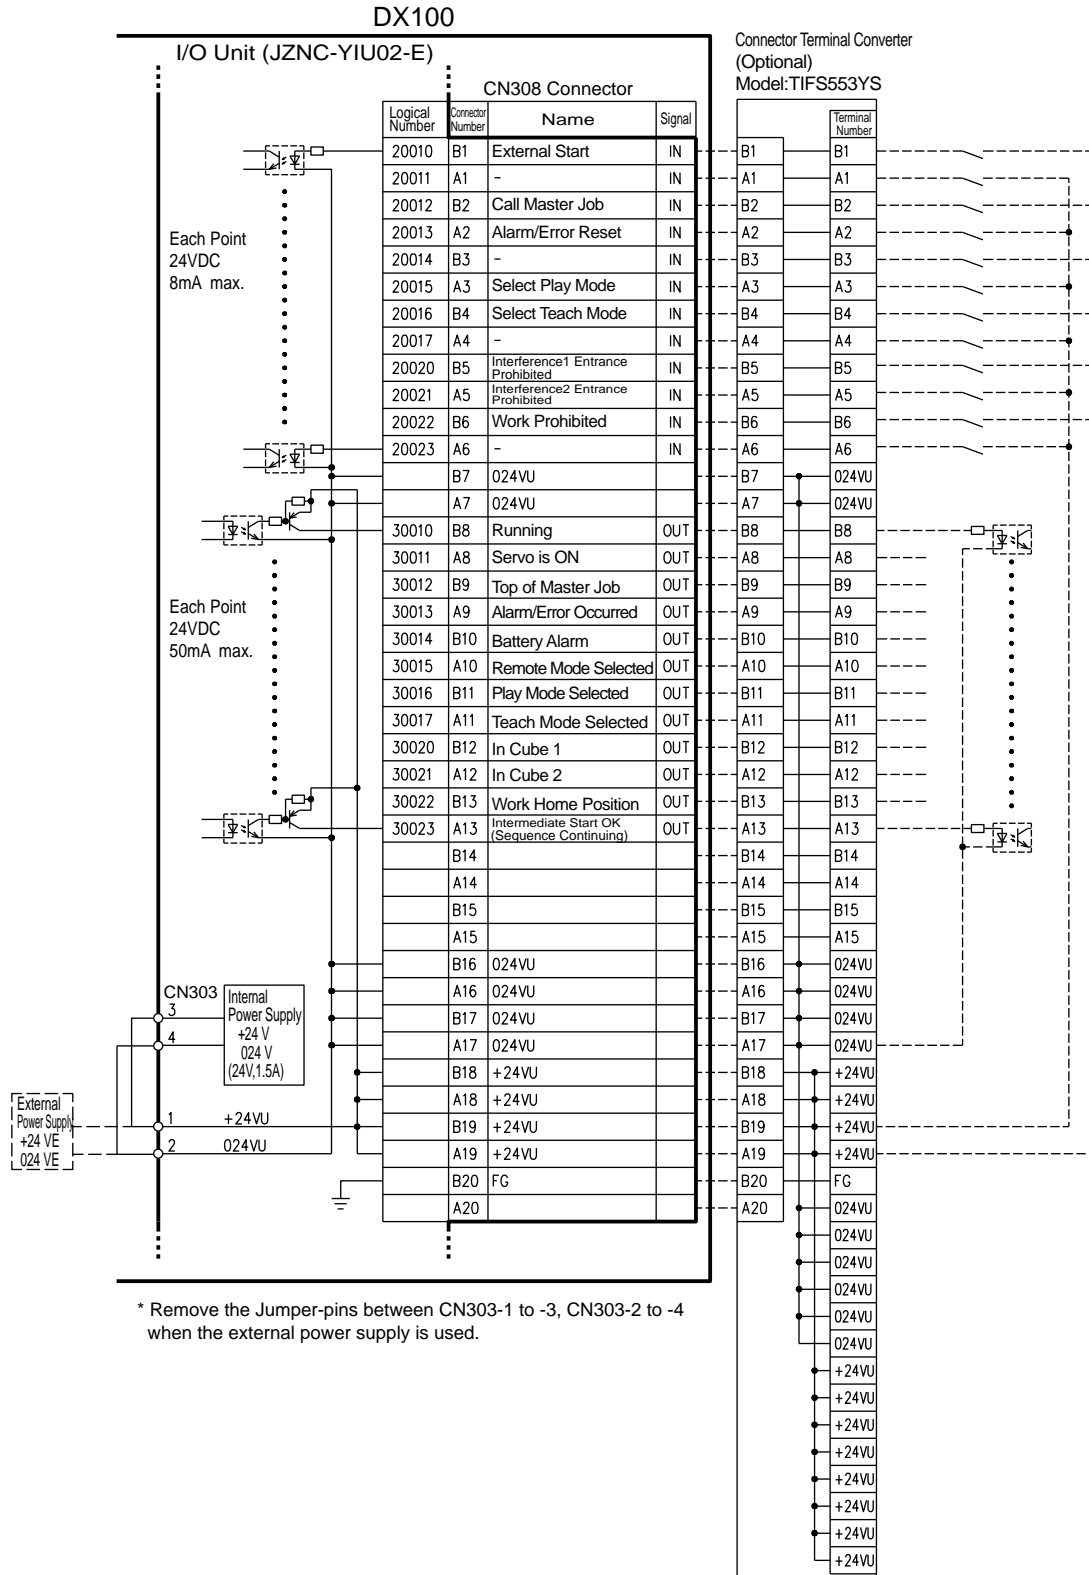 DX100
I/O Unit (JZNC-YIU02-E)
Connector Terminal Converter
(Optional)
Model:TIFS553YS
CN308 Connector
Logical Number Connector Number Name Signal Terminal Number
20010 B1 External Start IN B1 B1
20011 A1 - IN A1 A1
20012 B2 Call Master Job IN B2 B2
20013 A2 Alarm/Error Reset IN A2 A2
20014 B3 - IN B3 B3
20015 A3 Select Play Mode IN A3 A3
20016 B4 Select Teach Mode IN B4 B4
20017 A4 - IN A4 A4
20020 B5 Interference1 Entrance Prohibited IN B5 B5
20021 A5 Interference2 Entrance Prohibited IN A5 A5
20022 B6 Work Prohibited IN B6 B6
20023 A6 - IN A6 A6
B7 024VU B7 024VU
A7 024VU A7 024VU
30010 B8 Running OUT B8 B8
30011 A8 Servo is ON OUT A8 A8
30012 B9 Top of Master Job OUT B9 B9
30013 A9 Alarm/Error Occurred OUT A9 A9
30014 B10 Battery Alarm OUT B10 B10
30015 A10 Remote Mode Selected OUT A10 A10
30016 B11 Play Mode Selected OUT B11 B11
30017 A11 Teach Mode Selected OUT A11 A11
30020 B12 In Cube 1 OUT B12 B12
30021 A12 In Cube 2 OUT A12 A12
30022 B13 Work Home Position OUT B13 B13
30023 A13 Intermediate Start OK (Sequence Continuing) OUT A13 A13
B14 B14 B14
A14 A14 A14
B15 B15 B15
A15 A15 A15
B16 024VU B16 024VU
A16 024VU A16 024VU
B17 024VU B17 024VU
A17 024VU A17 024VU
B18 +24VU B18 +24VU
A18 +24VU A18 +24VU
B19 +24VU B19 +24VU
A19 +24VU A19 +24VU
B20 FG B20 FG
A20 A20 024VU
024VU
024VU
024VU
024VU
024VU
+24VU
+24VU
+24VU
+24VU
+24VU
+24VU
+24VU
+24VU
Each Point
24VDC
8mA max.
Each Point
24VDC
50mA max.
CN303
3
4
Internal
Power Supply
+24 V
024 V
(24V,1.5A)
External
Power Supply
+24 VE
024 VE
1 +24VU
2 024VU
* Remove the Jumper-pins between CN303-1 to -3, CN303-2 to -4
when the external power supply is used.